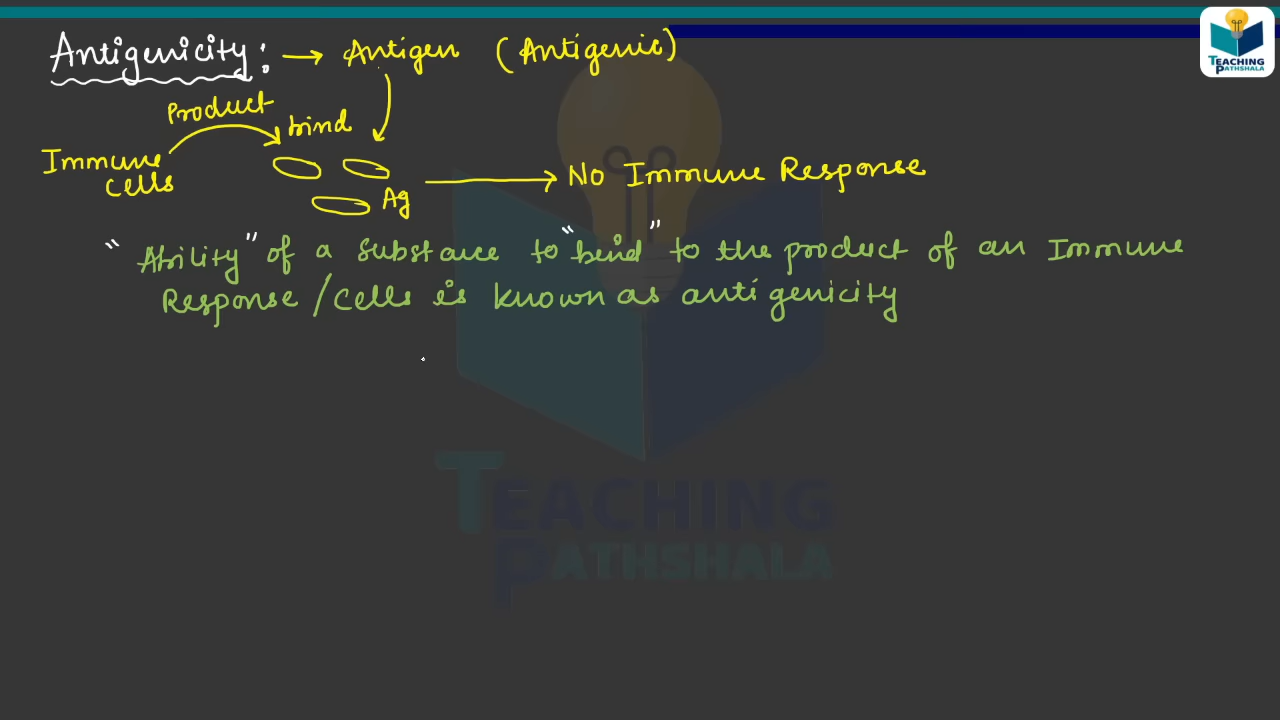 Antigenicity : → Antigen (Antigenic)
Product
bind
Immune cells
Ag
→ No Immune Response
"Ability" of a substance to "bind" to the product of an Immune
Response/cells is known as antigenicity
TEACHING
PATHSHALA
TEACHING
PATHSHALA